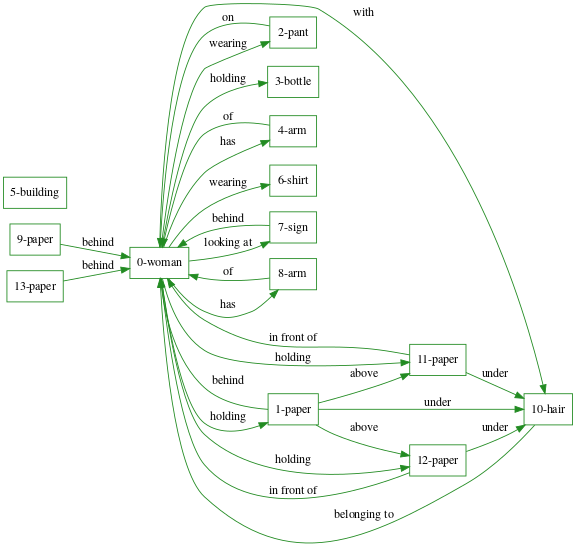 with
on
2-pant
wearing
holding
3-bottle
of
4-arm
has
wearing
6-shirt
5-building
behind
7-sign
9-paper
behind
looking at
0-woman
13-paper
behind
of
8-arm
has
in front of
holding
11-paper
above
under
behind
1-paper
under
10-hair
holding
above
under
holding
12-paper
in front of
belonging to